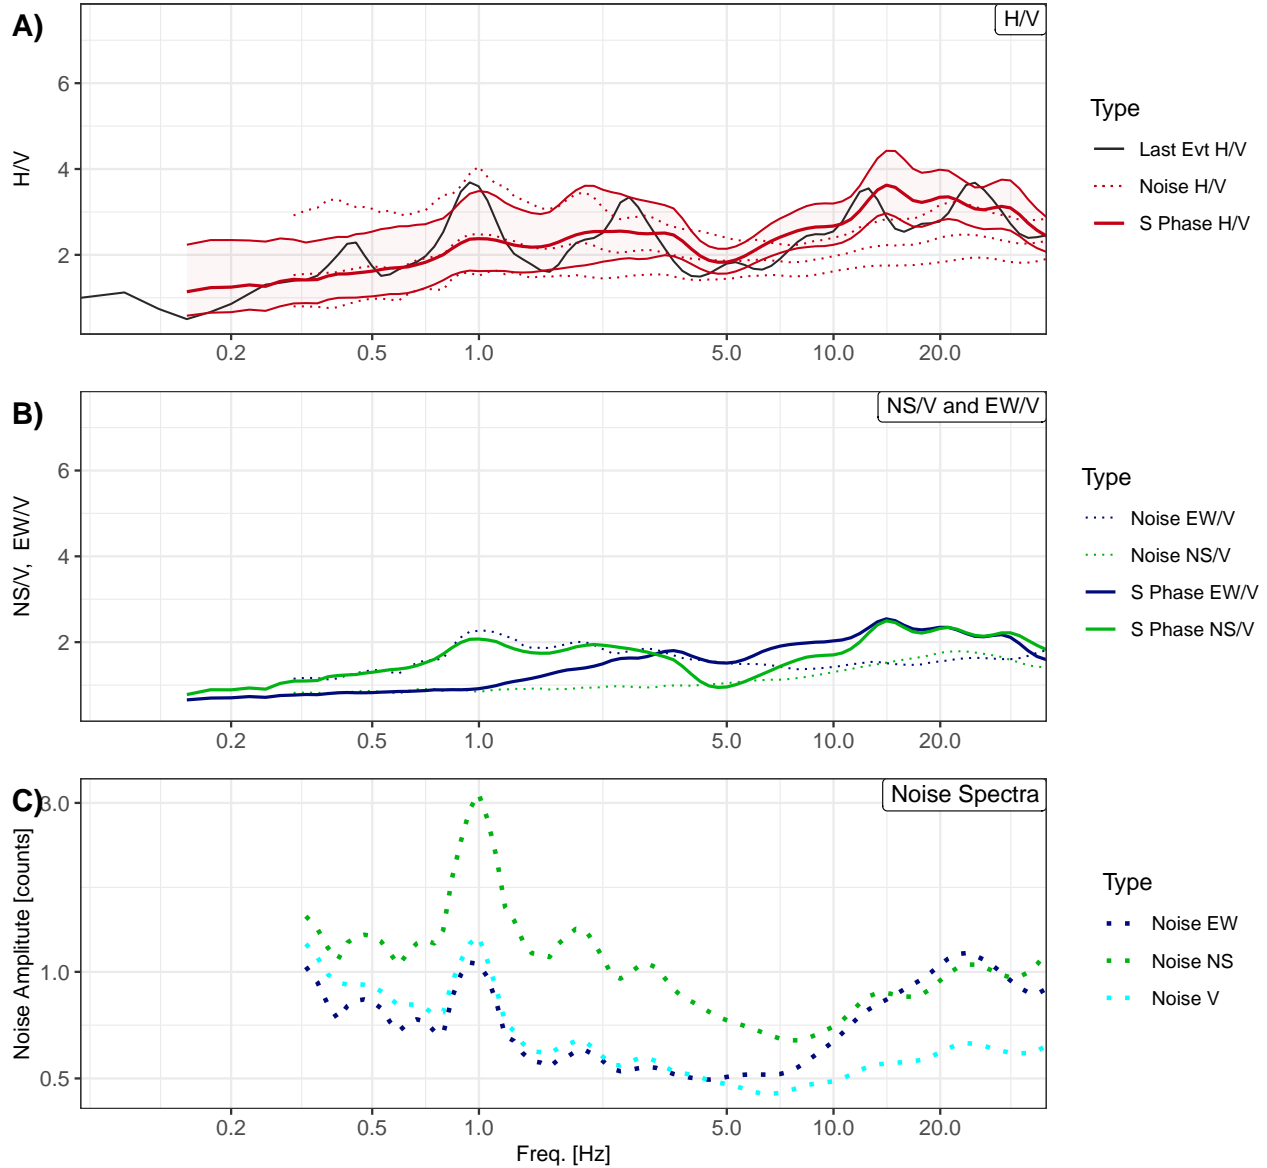 A)
H/V
6
4
2
H/V
0.2 0.5 1.0 5.0 10.0 20.0
Type
Last Evt H/V
Noise H/V
S Phase H/V
B)
NS/V and EW/V
6
4
2
NS/V, EW/V
0.2 0.5 1.0 5.0 10.0 20.0
Type
Noise EW/V
Noise NS/V
S Phase EW/V
S Phase NS/V
C)
Noise Spectra
3.0
1.0
0.5
Noise Amplitute [counts]
0.2 0.5 1.0 5.0 10.0 20.0
Freq. [Hz]
Type
Noise EW
Noise NS
Noise V